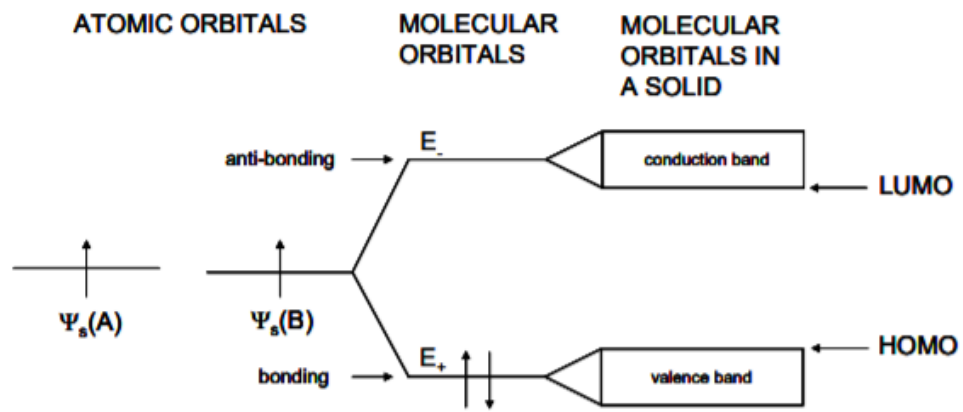 ATOMIC ORBITALS
MOLECULAR
ORBITALS
MOLECULAR
ORBITALS IN
A SOLID
anti-bonding
E₋
conduction band
LUMO
Ψₛ(A)
Ψₛ(B)
HOMO
bonding
E₊
valence band